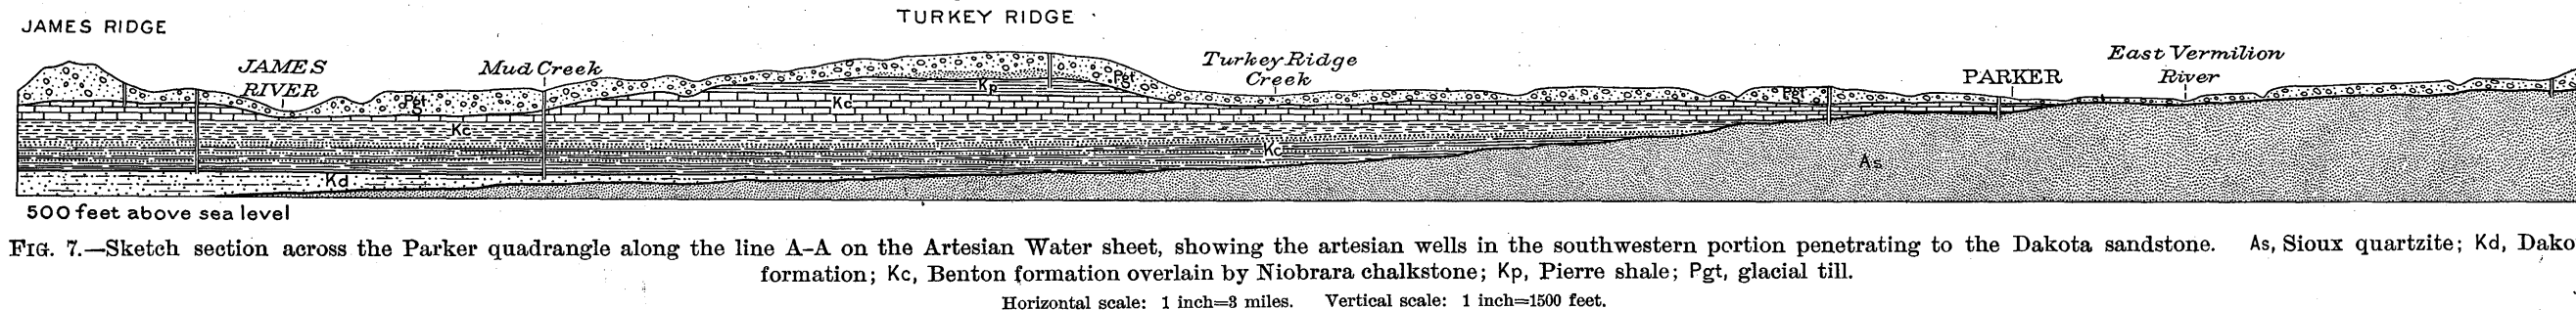 TURKEY RIDGE
JAMES RIDGE
JAMES
RIVER
Mud Creek
Turkey Ridge
Creek
PARKER
East Vermilion
River
Pgt
Kp
Pgt
Kc
Pgt
Kc
Kc
As
Kd
500 feet above sea level
FIG. 7.—Sketch section across the Parker quadrangle along the line A–A on the Artesian Water sheet, showing the artesian wells in the southwestern portion penetrating to the Dakota sandstone. As, Sioux quartzite; Kd, Dako
formation; Kc, Benton formation overlain by Niobrara chalkstone; Kp, Pierre shale; Pgt, glacial till.
Horizontal scale: 1 inch=3 miles. Vertical scale: 1 inch=1500 feet.